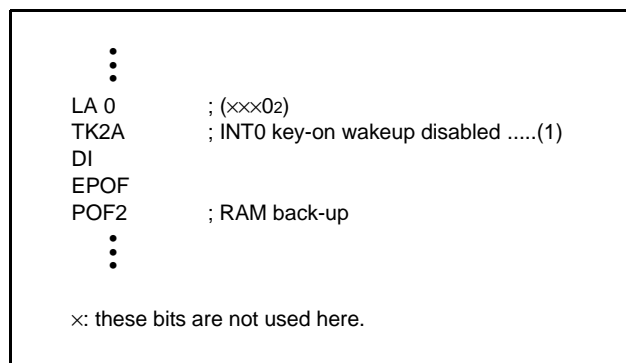 LA 0 ; (×××0₂)
TK2A ; INT0 key-on wakeup disabled .....(1)
DI
EPOF
POF2 ; RAM back-up
×: these bits are not used here.